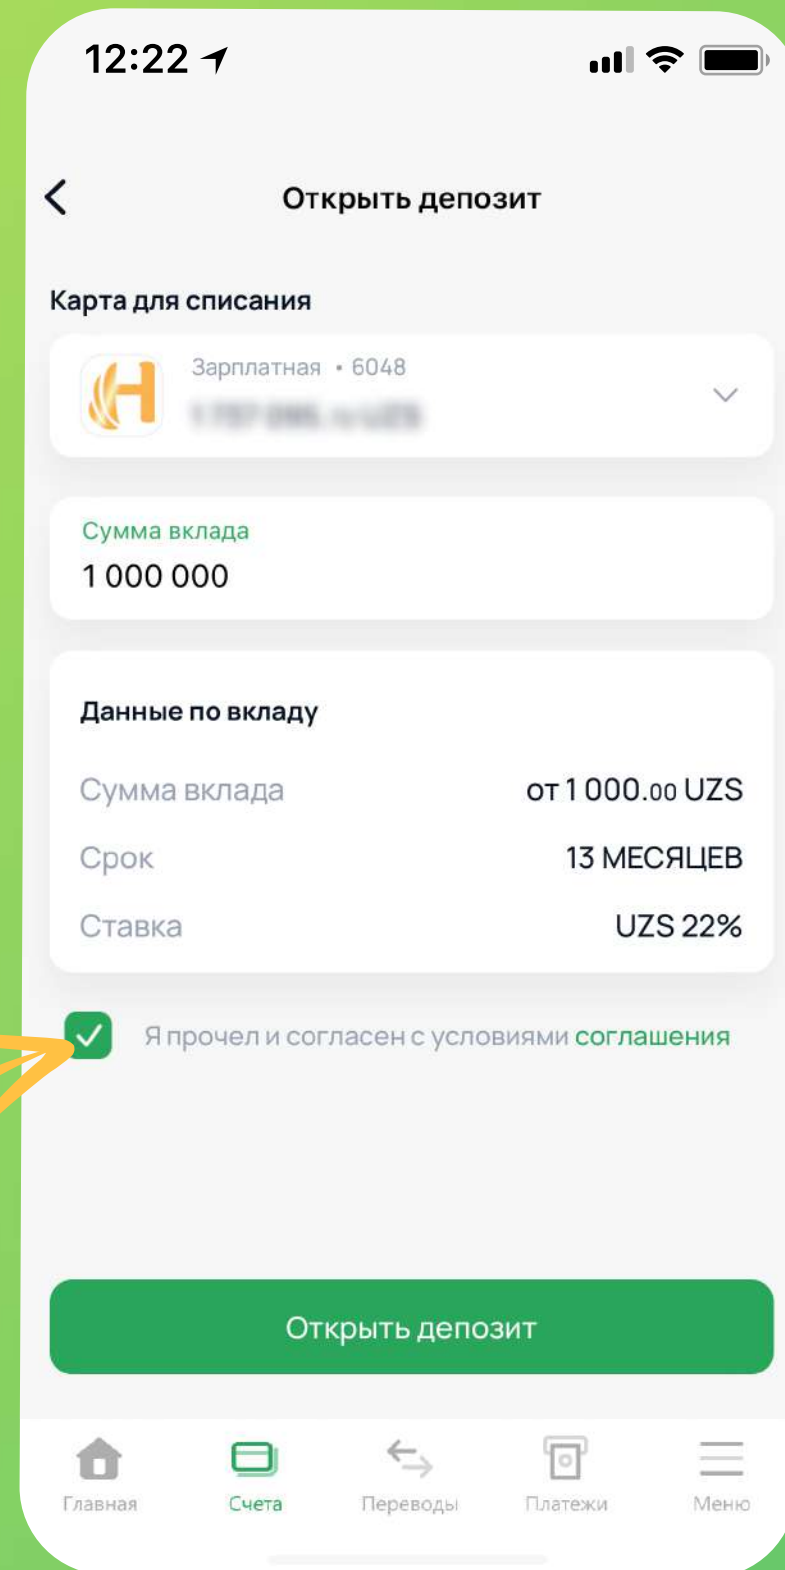 12:22
Открыть депозит
Карта для списания
Зарплатная • 6048
Сумма вклада
1 000 000
Данные по вкладу
Сумма вклада от 1 000.00 UZS
Срок 13 МЕСЯЦЕВ
Ставка UZS 22%
Я прочел и согласен с условиями соглашения
Открыть депозит
Главная Счета Переводы Платежи Меню